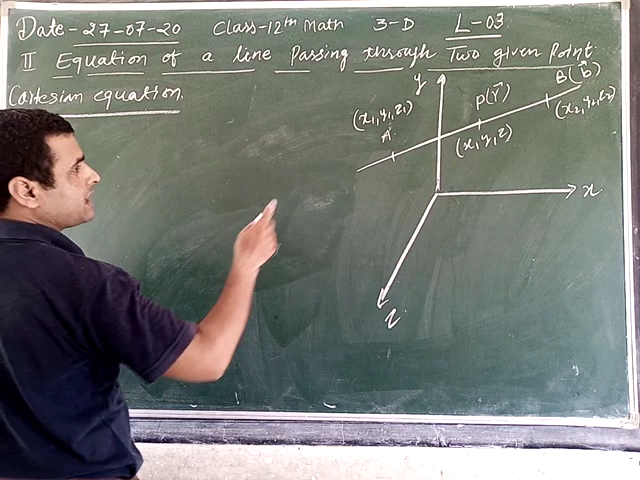 Date - 27-07-20 Class-12th Math 3-D L-03.
II Equation of a line Passing through Two given Point.
Cartesian equation.
y
B(b⃗)
(x₂,y₂,z₂)
P(r⃗)
(x₁,y₁,z₁)
A
(x,y,z)
x
z